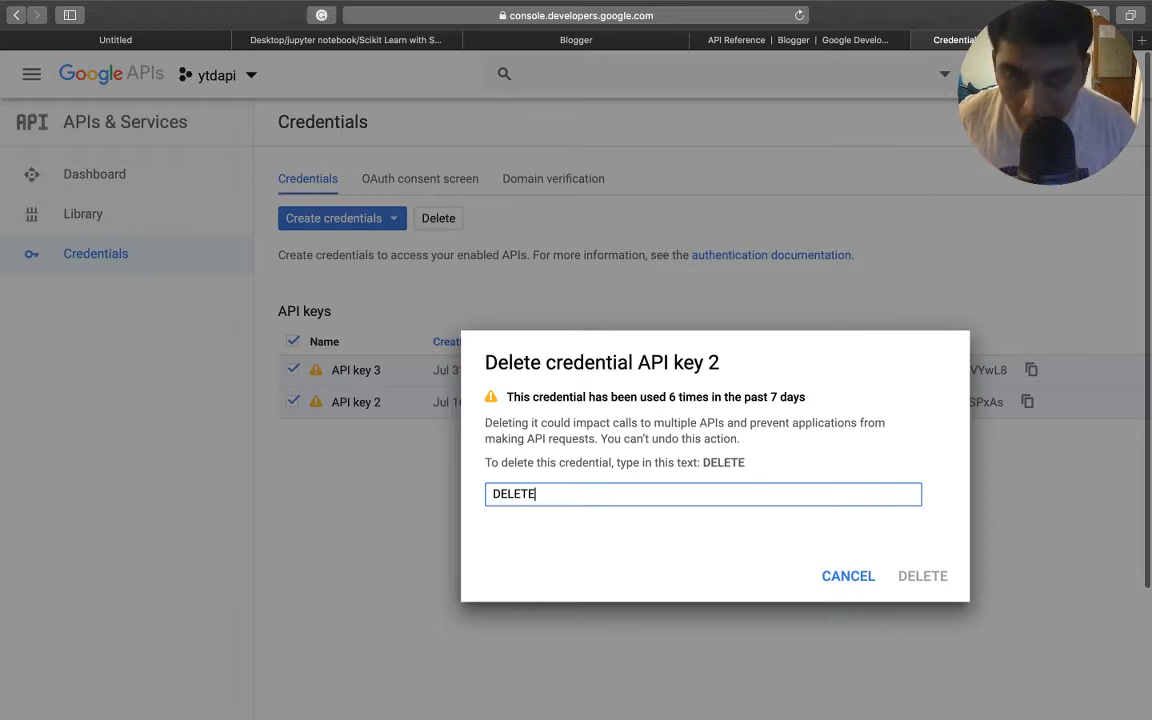 console.developers.google.com
Untitled
Desktop/jupyter notebook/Scikit Learn with S...
Blogger
API Reference | Blogger | Google Develo...
Credential
Google APIs
ytdapi
API
APIs & Services
Credentials
Dashboard
Library
Credentials
Credentials
OAuth consent screen
Domain verification
Create credentials
Delete
Create credentials to access your enabled APIs. For more information, see the authentication documentation.
API keys
Name
Creati
API key 3
Jul 3
VYwL8
API key 2
Jul 1
SPxAs
Delete credential API key 2
This credential has been used 6 times in the past 7 days
Deleting it could impact calls to multiple APIs and prevent applications from
making API requests. You can't undo this action.
To delete this credential, type in this text: DELETE
DELETE
CANCEL
DELETE